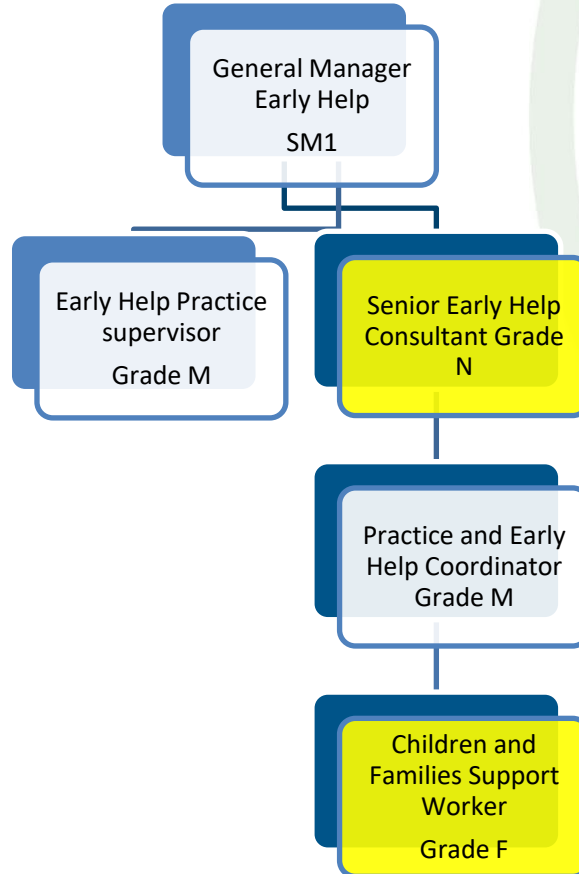 General Manager
Early Help
SM1
Early Help Practice
supervisor
Grade M
Senior Early Help
Consultant Grade
N
Practice and Early
Help Coordinator
Grade M
Children and
Families Support
Worker
Grade F